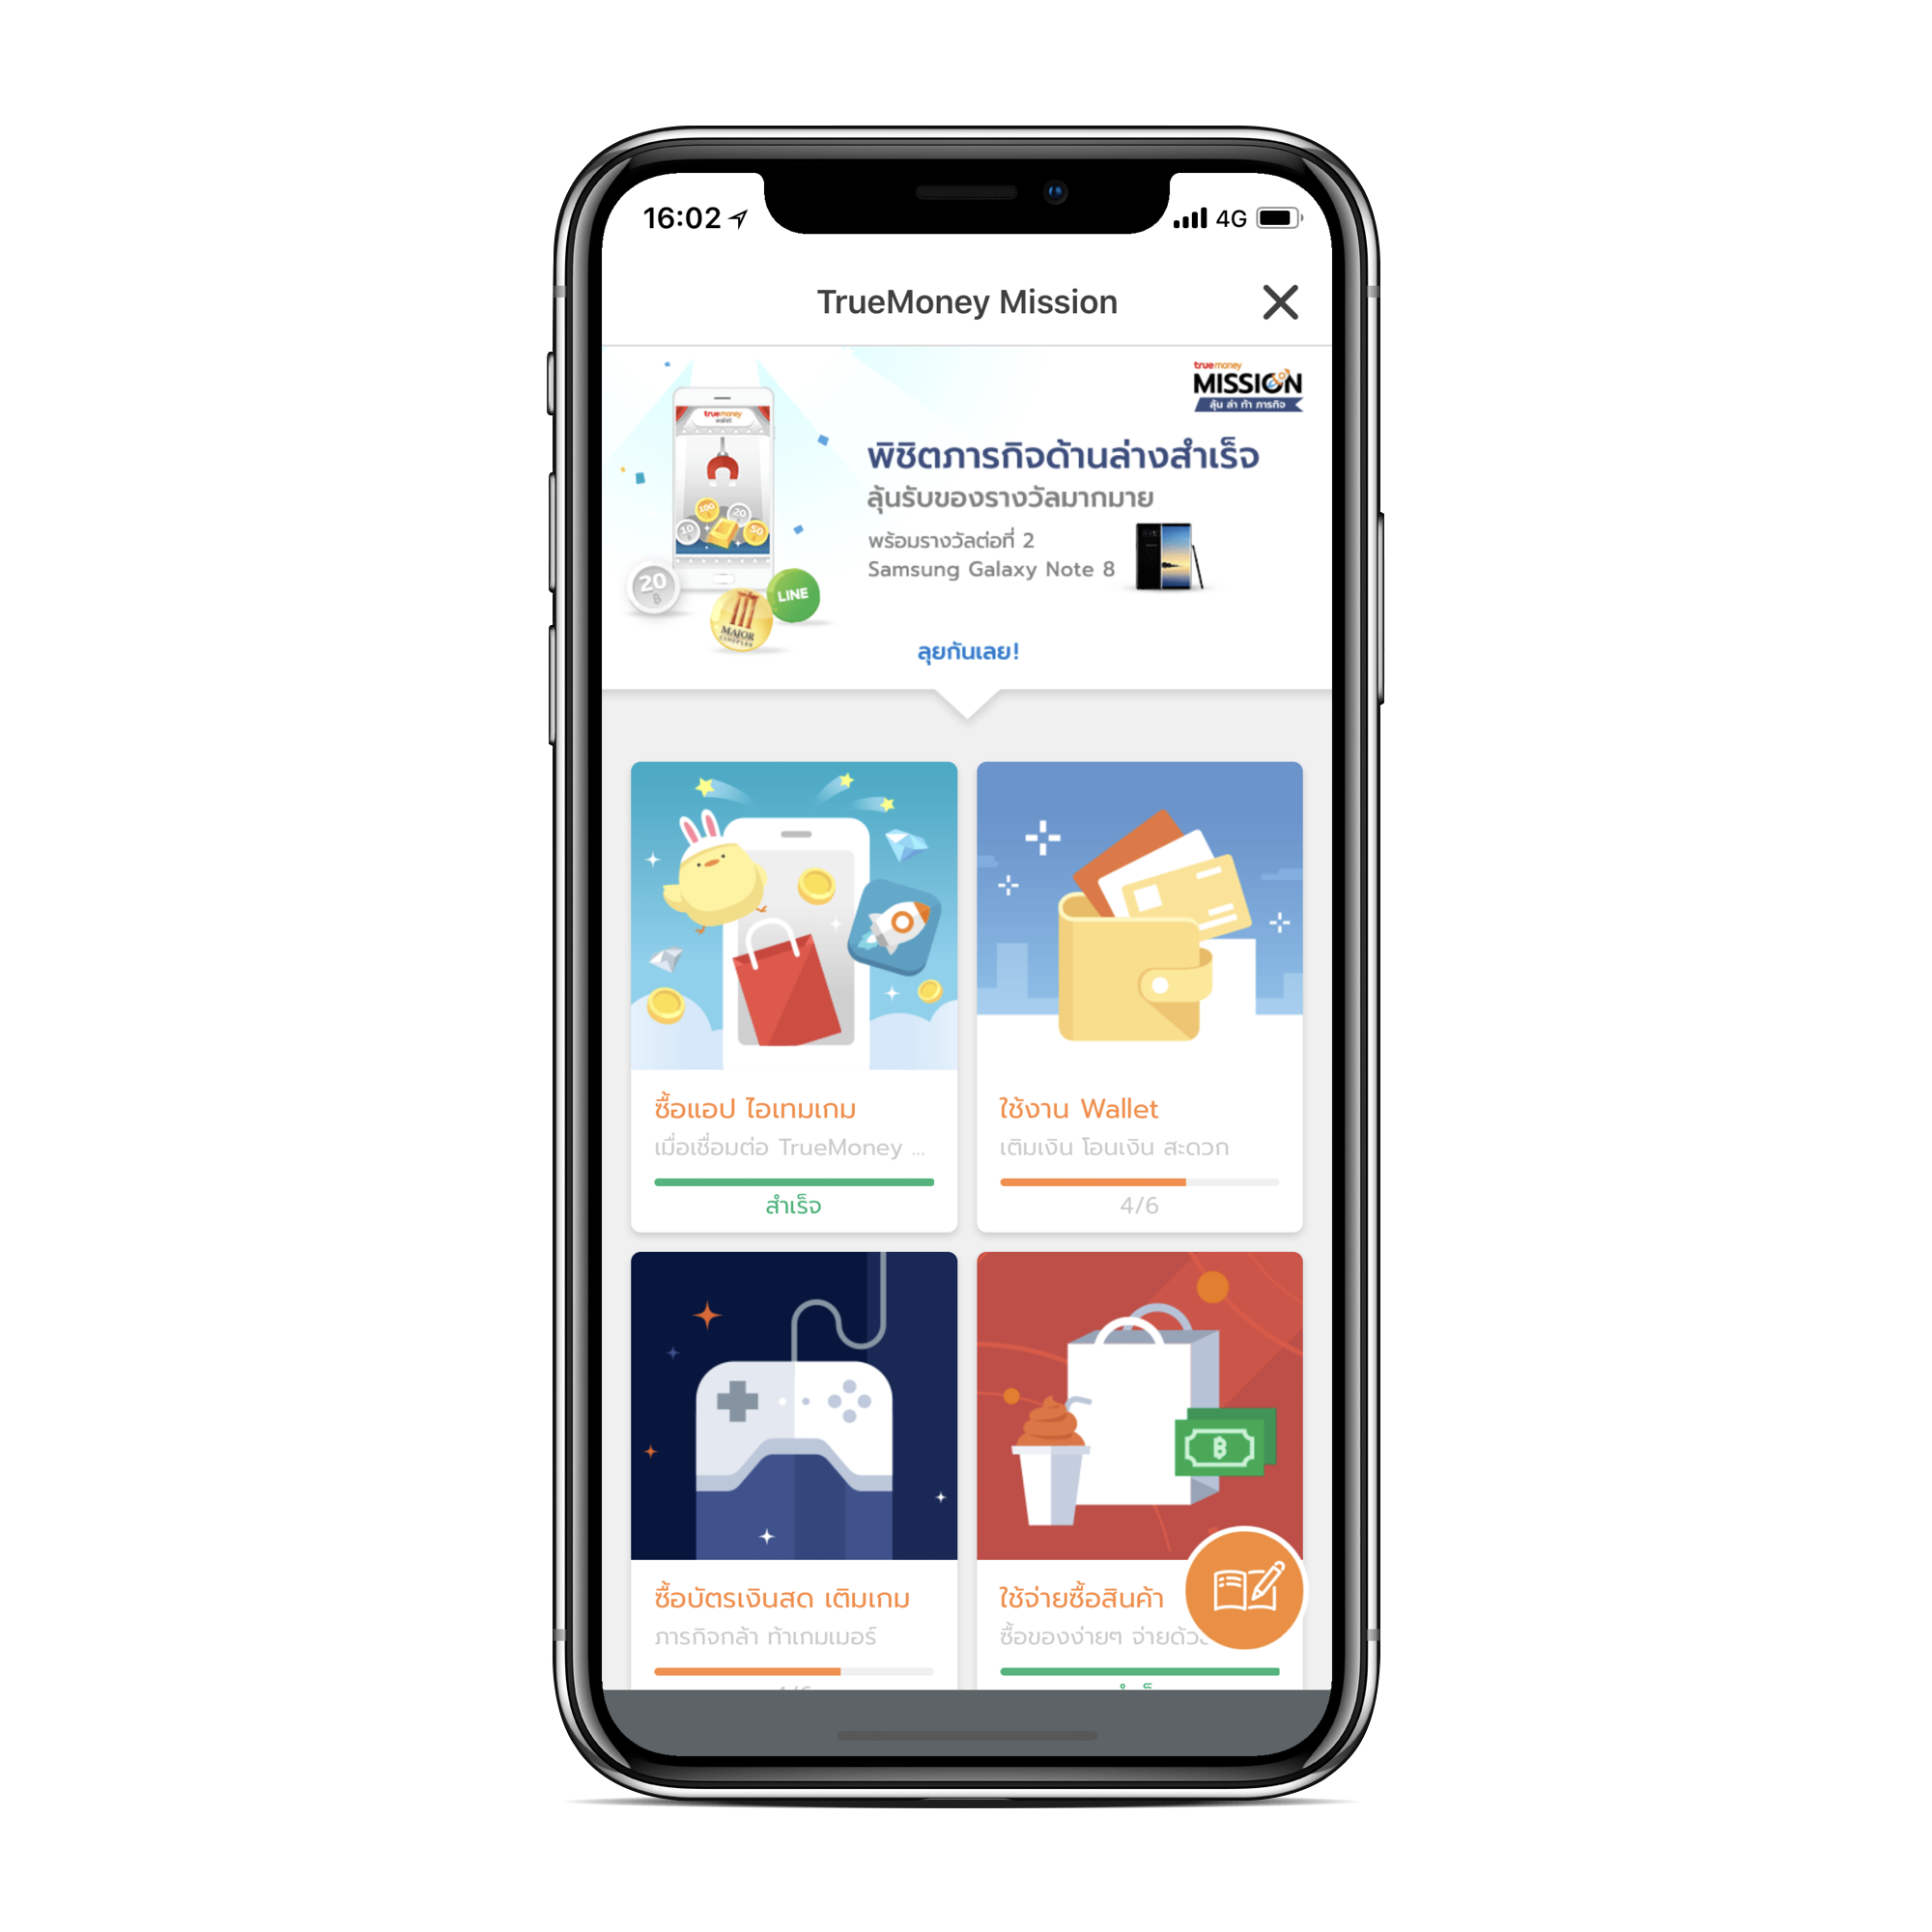 16:02
4G
TrueMoney Mission
truemoney
MISSION
ลุ้น ล่า ท้า ภารกิจ
truemoney
wallet
พิชิตภารกิจด้านล่างสำเร็จ
ลุ้นรับของรางวัลมากมาย
พร้อมรางวัลต่อที่ 2
Samsung Galaxy Note 8
100
20
10
50
20
฿
LINE
MAJOR
CINEPLEX
ลุยกันเลย!
ซื้อแอป ไอเทมเกม
เมื่อเชื่อมต่อ TrueMoney ...
สำเร็จ
ใช้งาน Wallet
เติมเงิน โอนเงิน สะดวก
4/6
฿
ซื้อบัตรเงินสด เติมเกม
ภารกิจกล้า ท้าเกมเมอร์
ใช้จ่ายซื้อสินค้า
ซื้อของง่ายๆ จ่ายด้วย